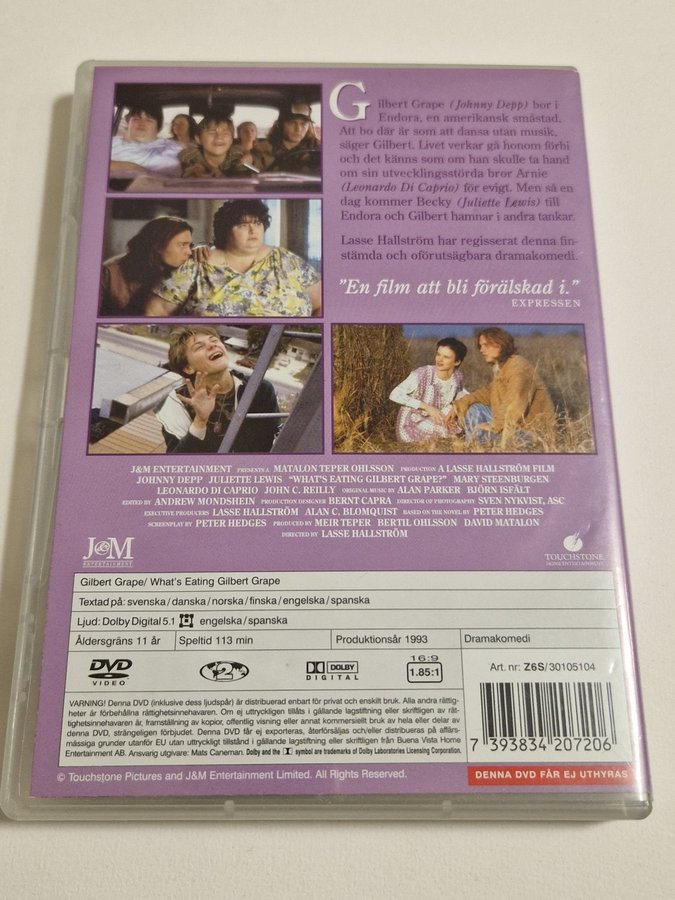 Gilbert Grape (Johnny Depp) bor i
Endora, en amerikansk småstad.
Att bo där är som att dansa utan musik,
säger Gilbert. Livet verkar gå honom förbi
och det känns som om han skulle ta hand
om sin utvecklingsstörda bror Arnie
(Leonardo Di Caprio) för evigt. Men så en
dag kommer Becky (Juliette Lewis) till
Endora och Gilbert hamnar i andra tankar.
Lasse Hallström har regisserat denna fin-
stämda och oförutsägbara dramakomedi.
"En film att bli förälskad i."
EXPRESSEN
J&M ENTERTAINMENT PRESENTS A MATALON TEPER OHLSSON PRODUCTION A LASSE HALLSTRÖM FILM
JOHNNY DEPP JULIETTE LEWIS "WHAT'S EATING GILBERT GRAPE?" MARY STEENBURGEN
LEONARDO DI CAPRIO JOHN C. REILLY ORIGINAL MUSIC BY ALAN PARKER BJÖRN ISFÄLT
EDITED BY ANDREW MONDSHEIN PRODUCTION DESIGNER BERNT CAPRA DIRECTOR OF PHOTOGRAPHY SVEN NYKVIST, ASC
EXECUTIVE PRODUCERS LASSE HALLSTRÖM ALAN C. BLOMQUIST BASED ON THE NOVEL BY PETER HEDGES
SCREENPLAY BY PETER HEDGES PRODUCED BY MEIR TEPER BERTIL OHLSSON DAVID MATALON
DIRECTED BY LASSE HALLSTRÖM
J&M
ENTERTAINMENT
TOUCHSTONE
HOME ENTERTAINMENT
Gilbert Grape/ What's Eating Gilbert Grape
Textad på: svenska/danska/norska/finska/engelska/spanska
Ljud: Dolby Digital 5.1 engelska/spanska
Åldersgräns 11 år Speltid 113 min Produktionsår 1993 Dramakomedi
DVD
VIDEO
2
DOLBY
DIGITAL
16:9
1.85:1
Art. nr: Z6S/30105104
VARNING! Denna DVD (inklusive dess ljudspår) är distribuerad enbart för privat och enskilt bruk. Alla andra rättig-
heter är förbehållna rättighetsinnehavaren. Om ej uttryckligen tillåts i gällande lagstiftning eller skriftligen av rät-
tighetsinnehavaren är, framställning av kopior, offentlig visning eller annat kommersiellt bruk av hela eller delar av
denna DVD, strängeligen förbjudet. Denna DVD får ej exporteras, återförsäljas och/eller distribueras på affärs-
mässiga grunder utanför EU utan uttryckligt tillstånd i gällande lagstiftning eller skriftligen från Buena Vista Home
Entertainment AB. Ansvarig utgivare: Mats Caneman. Dolby and the symbol are trademarks of Dolby Laboratories Licensing Corporation.
7 393834 207206
© Touchstone Pictures and J&M Entertainment Limited. All Rights Reserved.
DENNA DVD FÅR EJ UTHYRAS